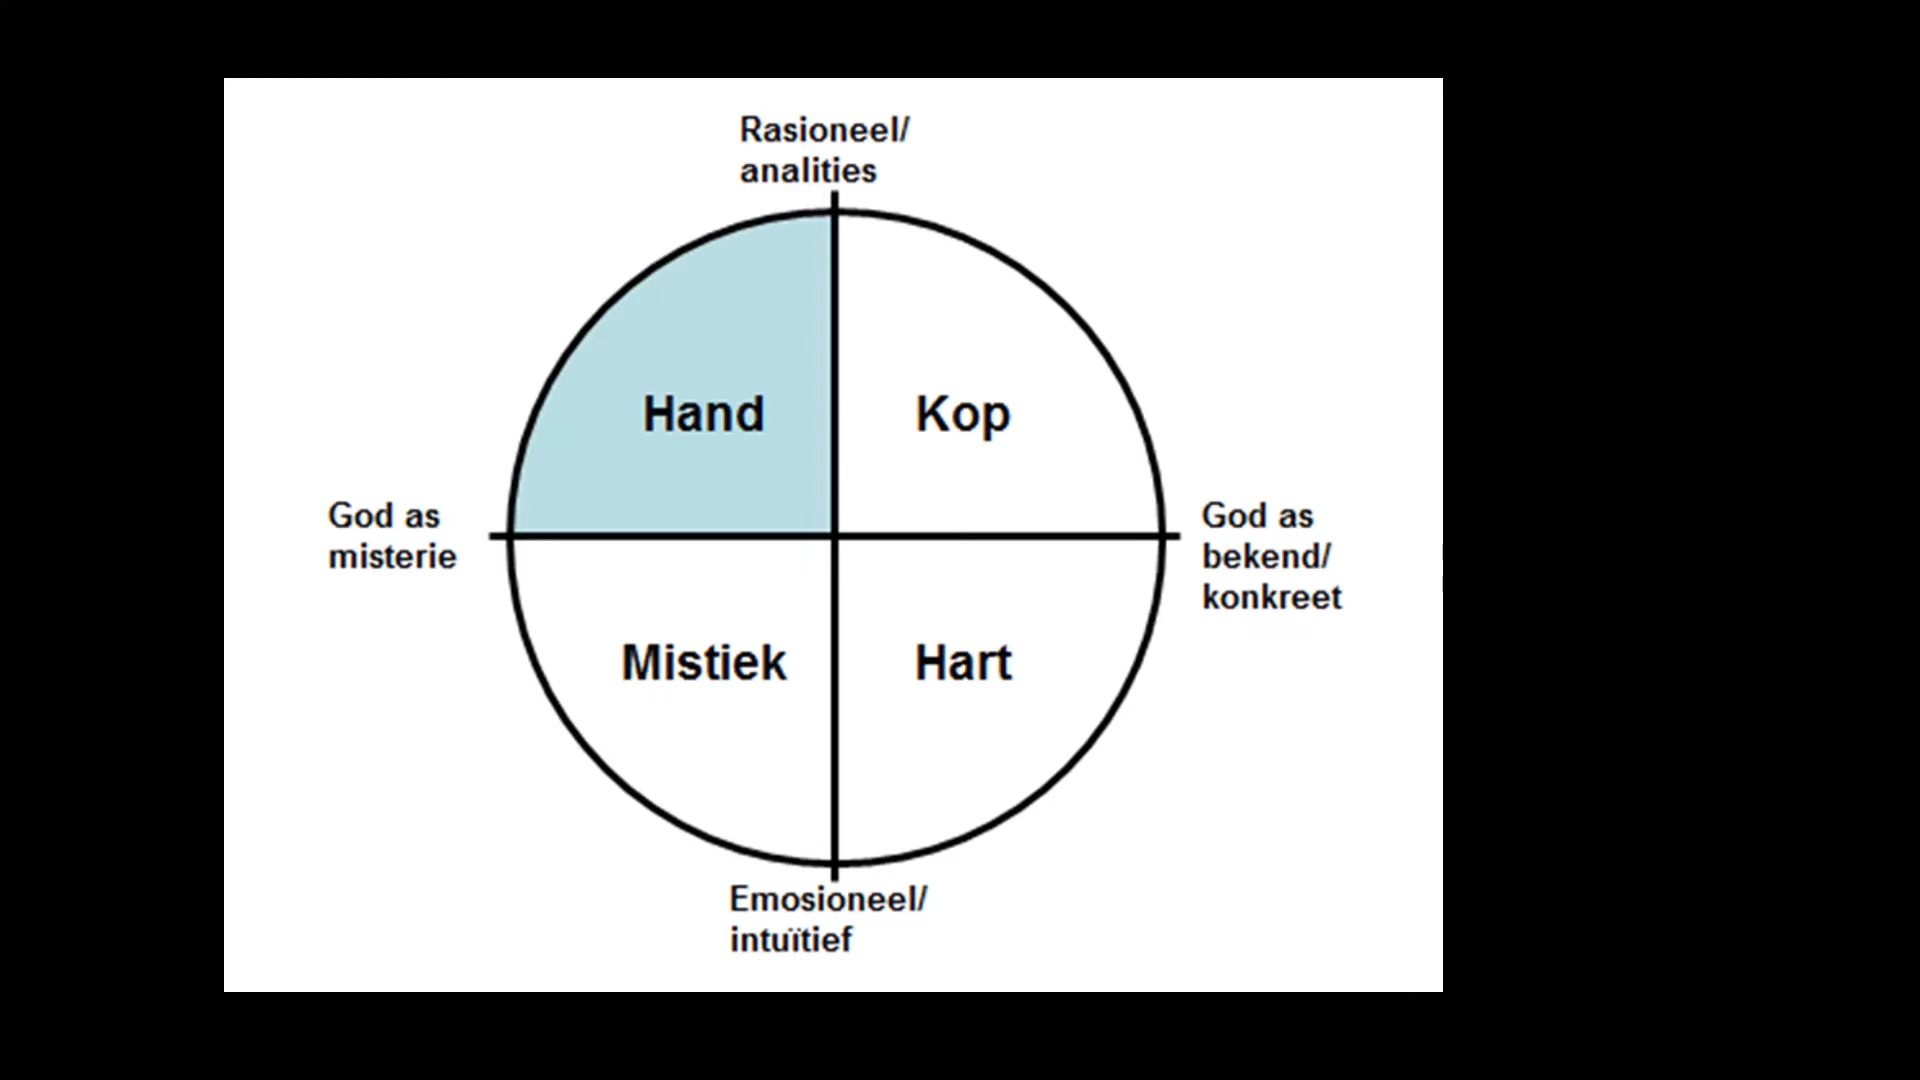 Rasioneel/
analities
Hand
Kop
God as
misterie
God as
bekend/
konkreet
Mistiek
Hart
Emosioneel/
intuïtief